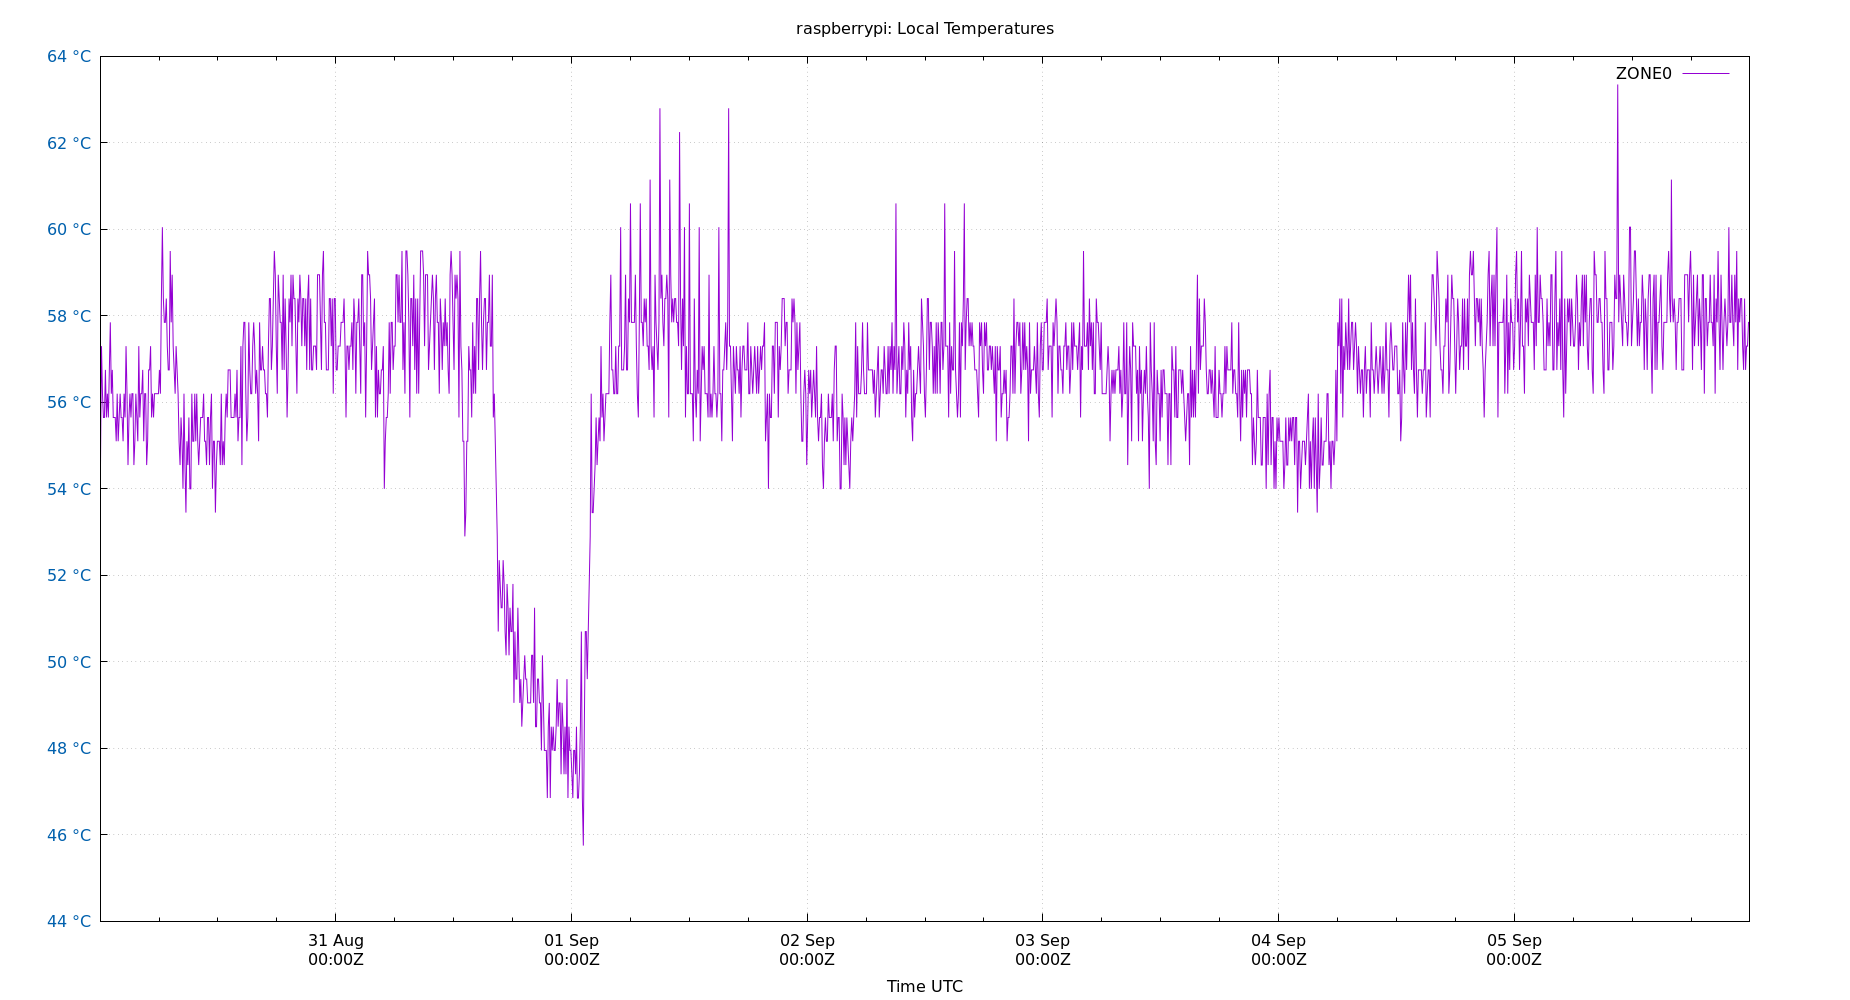 raspberrypi: Local Temperatures
64 °C
ZONE0
62 °C
60 °C
58 °C
56 °C
54 °C
52 °C
50 °C
48 °C
46 °C
44 °C
31 Aug 01 Sep 02 Sep 03 Sep 04 Sep 05 Sep
00:00Z 00:00Z 00:00Z 00:00Z 00:00Z 00:00Z
Time UTC